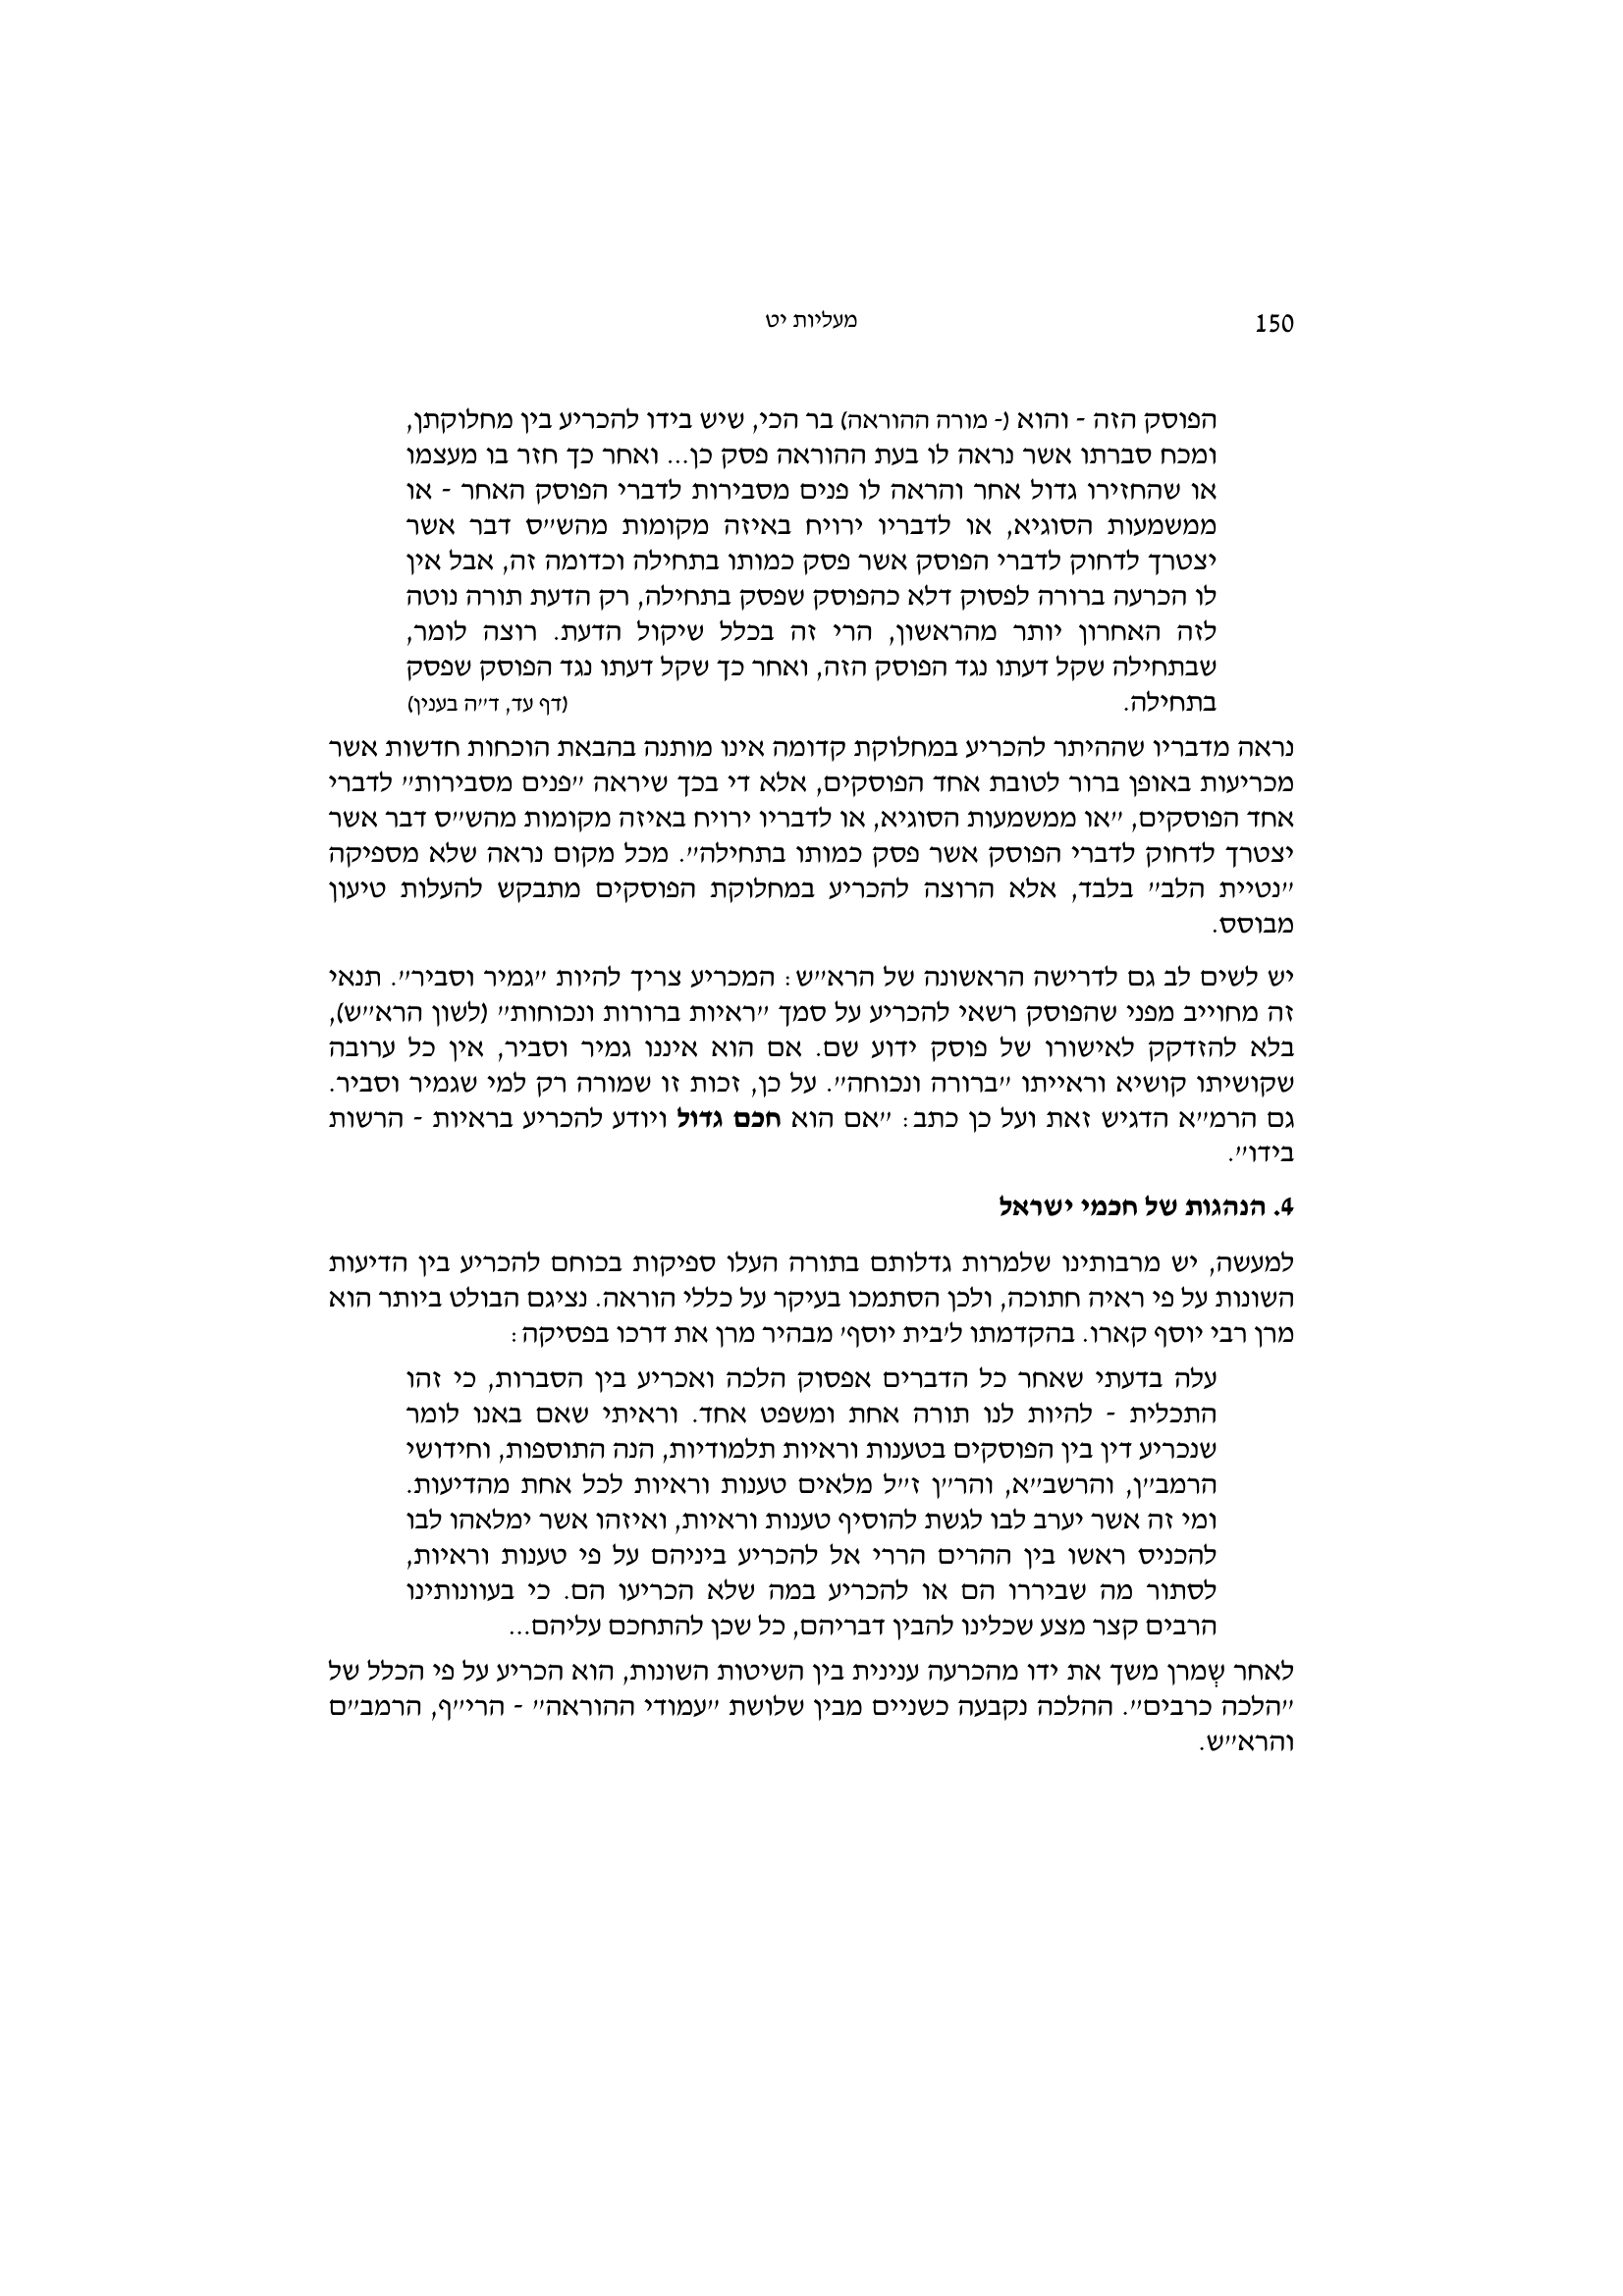 150
מעליות יט
הפוסק הזה - והוא (- מורה ההוראה) בר הכי, שיש בידו להכריע בין מחלוקתן,
ומכח סברתו אשר נראה לו בעת ההוראה פסק כן... ואחר כך חזר בו מעצמו
או שהחזירו גדול אחר והראה לו פנים מסבירות לדברי הפוסק האחר - או
ממשמעות הסוגיא, או לדבריו ירויח באיזה מקומות מהש״ס דבר אשר
יצטרך לדחוק לדברי הפוסק אשר פסק כמותו בתחילה וכדומה זה, אבל אין
לו הכרעה ברורה לפסוק דלא כהפוסק שפסק בתחילה, רק הדעת תורה נוטה
לזה האחרון יותר מהראשון, הרי זה בכלל שיקול הדעת. רוצה לומר,
שבתחילה שקל דעתו נגד הפוסק הזה, ואחר כך שקל דעתו נגד הפוסק שפסק
בתחילה. (דף עד, ד״ה בענין)
נראה מדבריו שההיתר להכריע במחלוקת קדומה אינו מותנה בהבאת הוכחות חדשות אשר
מכריעות באופן ברור לטובת אחד הפוסקים, אלא די בכך שיראה ״פנים מסבירות״ לדברי
אחד הפוסקים, ״או ממשמעות הסוגיא, או לדבריו ירויח באיזה מקומות מהש״ס דבר אשר
יצטרך לדחוק לדברי הפוסק אשר פסק כמותו בתחילה״. מכל מקום נראה שלא מספיקה
״נטיית הלב״ בלבד, אלא הרוצה להכריע במחלוקת הפוסקים מתבקש להעלות טיעון
מבוסס.
יש לשים לב גם לדרישה הראשונה של הרא״ש: המכריע צריך להיות ״גמיר וסביר״. תנאי
זה מחוייב מפני שהפוסק רשאי להכריע על סמך ״ראיות ברורות ונכוחות״ (לשון הרא״ש),
בלא להזדקק לאישורו של פוסק ידוע שם. אם הוא איננו גמיר וסביר, אין כל ערובה
שקושיתו קושיא וראייתו ״ברורה ונכוחה״. על כן, זכות זו שמורה רק למי שגמיר וסביר.
גם הרמ״א הדגיש זאת ועל כן כתב: ״אם הוא חכם גדול ויודע להכריע בראיות - הרשות
בידו״.
4. הנהגות של חכמי ישראל
למעשה, יש מרבותינו שלמרות גדלותם בתורה העלו ספיקות בכוחם להכריע בין הדיעות
השונות על פי ראיה חתוכה, ולכן הסתמכו בעיקר על כללי הוראה. נציגם הבולט ביותר הוא
מרן רבי יוסף קארו. בהקדמתו ל׳בית יוסף׳ מבהיר מרן את דרכו בפסיקה:
עלה בדעתי שאחר כל הדברים אפסוק הלכה ואכריע בין הסברות, כי זהו
התכלית - להיות לנו תורה אחת ומשפט אחד. וראיתי שאם באנו לומר
שנכריע דין בין הפוסקים בטענות וראיות תלמודיות, הנה התוספות, וחידושי
הרמב״ן, והרשב״א, והר״ן ז״ל מלאים טענות וראיות לכל אחת מהדיעות.
ומי זה אשר יערב לבו לגשת להוסיף טענות וראיות, ואיזהו אשר ימלאהו לבו
להכניס ראשו בין ההרים הררי אל להכריע ביניהם על פי טענות וראיות,
לסתור מה שביררו הם או להכריע במה שלא הכריעו הם. כי בעוונותינו
הרבים קצר מצע שכלינו להבין דבריהם, כל שכן להתחכם עליהם...
לאחר שְמרן משך את ידו מהכרעה ענינית בין השיטות השונות, הוא הכריע על פי הכלל של
״הלכה כרבים״. ההלכה נקבעה כשניים מבין שלושת ״עמודי ההוראה״ - הרי״ף, הרמב״ם
והרא״ש.